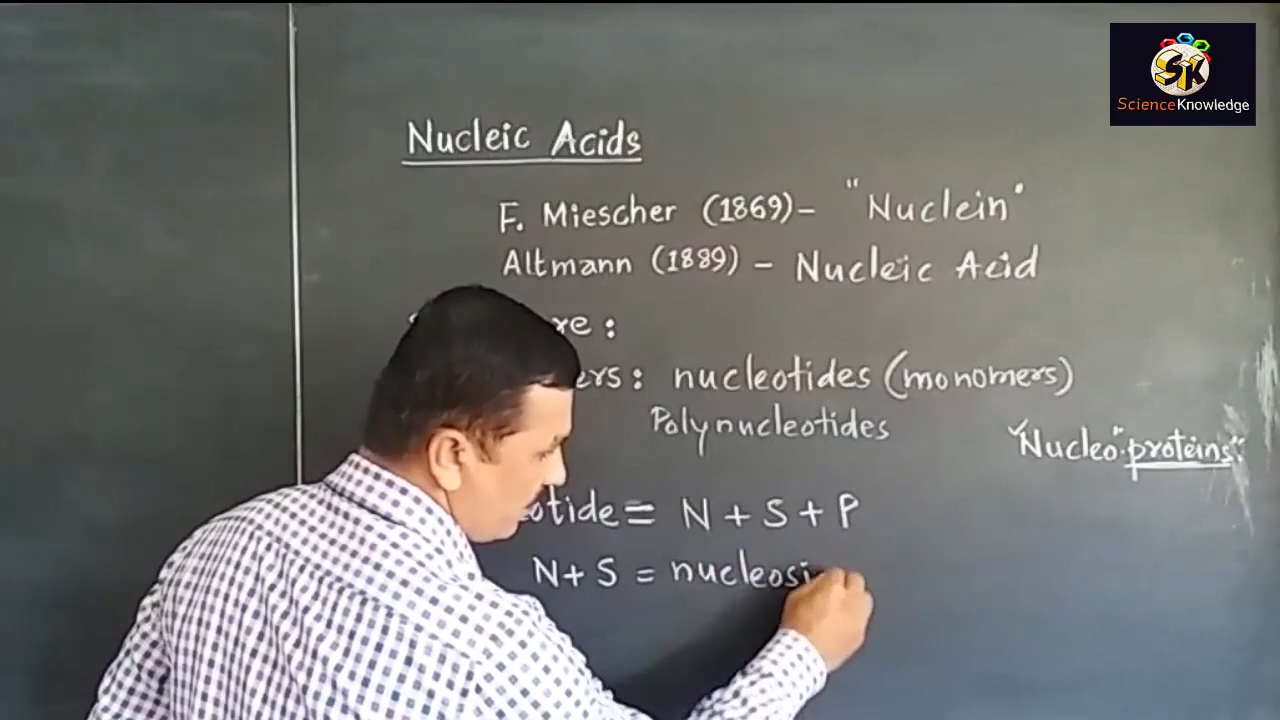 SK
ScienceKnowledge
Nucleic Acids
F. Miescher (1869)- "Nuclein"
Altmann (1889) - Nucleic Acid
re :
ers: nucleotides (monomers)
Polynucleotides
"Nucleo"-proteins".
otide = N + S + P
N + S = nucleosi